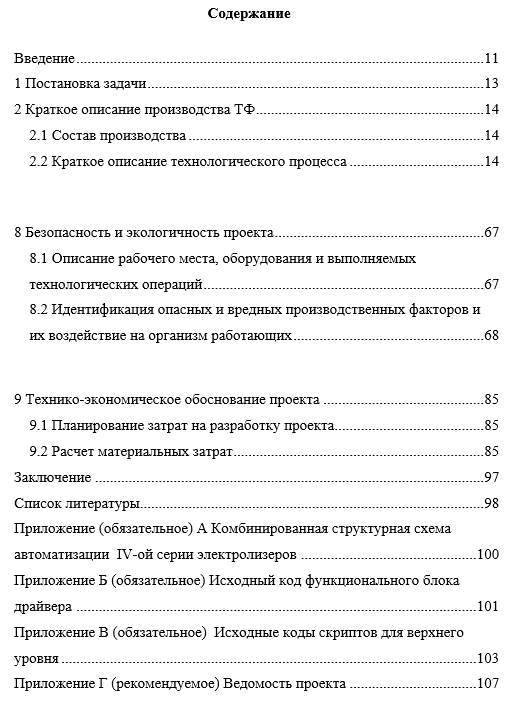 Содержание
Введение 11
1 Постановка задачи 13
2 Краткое описание производства ТФ 14
2.1 Состав производства 14
2.2 Краткое описание технологического процесса 14
8 Безопасность и экологичность проекта 67
8.1 Описание рабочего места, оборудования и выполняемых
технологических операций 67
8.2 Идентификация опасных и вредных производственных факторов и
их воздействие на организм работающих 68
9 Технико-экономическое обоснование проекта 85
9.1 Планирование затрат на разработку проекта 85
9.2 Расчет материальных затрат 85
Заключение 97
Список литературы 98
Приложение (обязательное) А Комбинированная структурная схема
автоматизации IV-ой серии электролизеров 100
Приложение Б (обязательное) Исходный код функционального блока
драйвера 101
Приложение В (обязательное) Исходные коды скриптов для верхнего
уровня 103
Приложение Г (рекомендуемое) Ведомость проекта 107